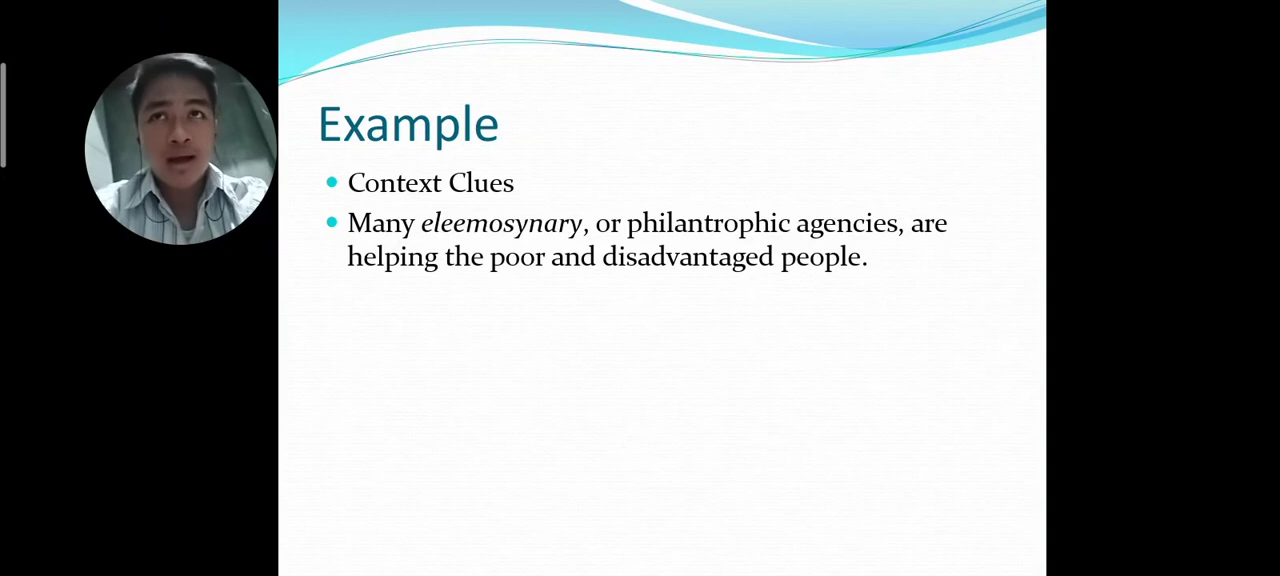 Example
Context Clues
Many eleemosynary, or philantrophic agencies, are
helping the poor and disadvantaged people.